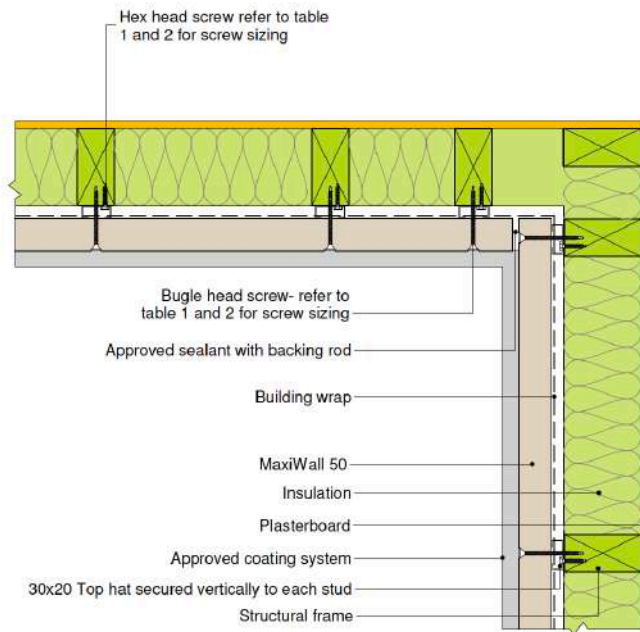 Hex head screw refer to table
1 and 2 for screw sizing
Bugle head screw- refer to
table 1 and 2 for screw sizing
Approved sealant with backing rod
Building wrap
MaxiWall 50
Insulation
Plasterboard
Approved coating system
30x20 Top hat secured vertically to each stud
Structural frame